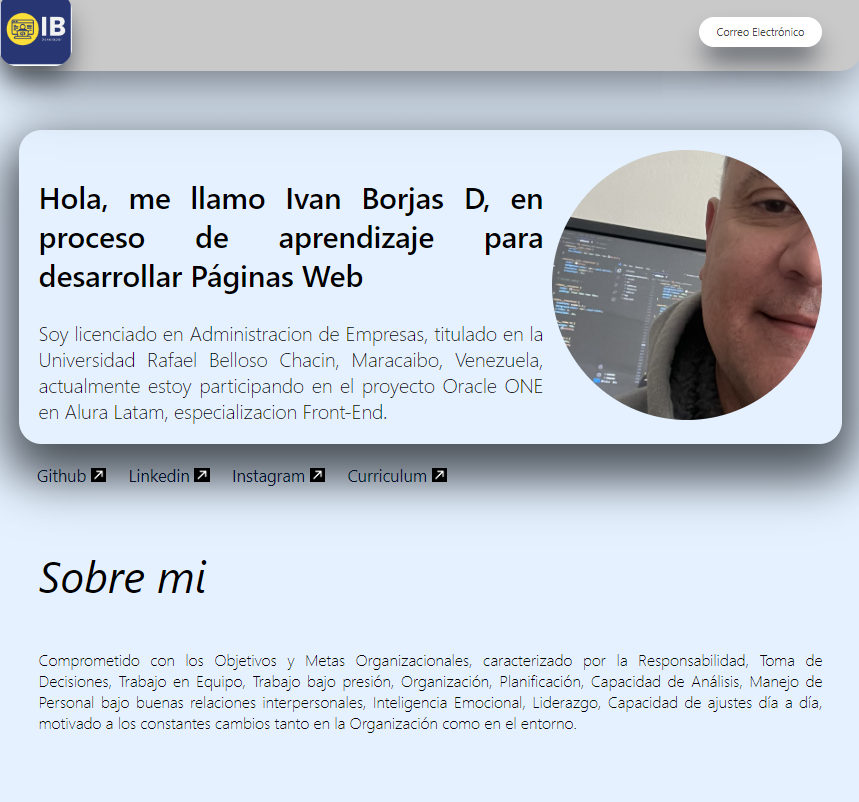 IB
Correo Electrónico
Hola, me llamo Ivan Borjas D, en
proceso de aprendizaje para
desarrollar Páginas Web
Soy licenciado en Administracion de Empresas, titulado en la
Universidad Rafael Belloso Chacin, Maracaibo, Venezuela,
actualmente estoy participando en el proyecto Oracle ONE
en Alura Latam, especializacion Front-End.
Github Linkedin Instagram Curriculum
Sobre mi
Comprometido con los Objetivos y Metas Organizacionales, caracterizado por la Responsabilidad, Toma de
Decisiones, Trabajo en Equipo, Trabajo bajo presión, Organización, Planificación, Capacidad de Análisis, Manejo de
Personal bajo buenas relaciones interpersonales, Inteligencia Emocional, Liderazgo, Capacidad de ajustes día a día,
motivado a los constantes cambios tanto en la Organización como en el entorno.